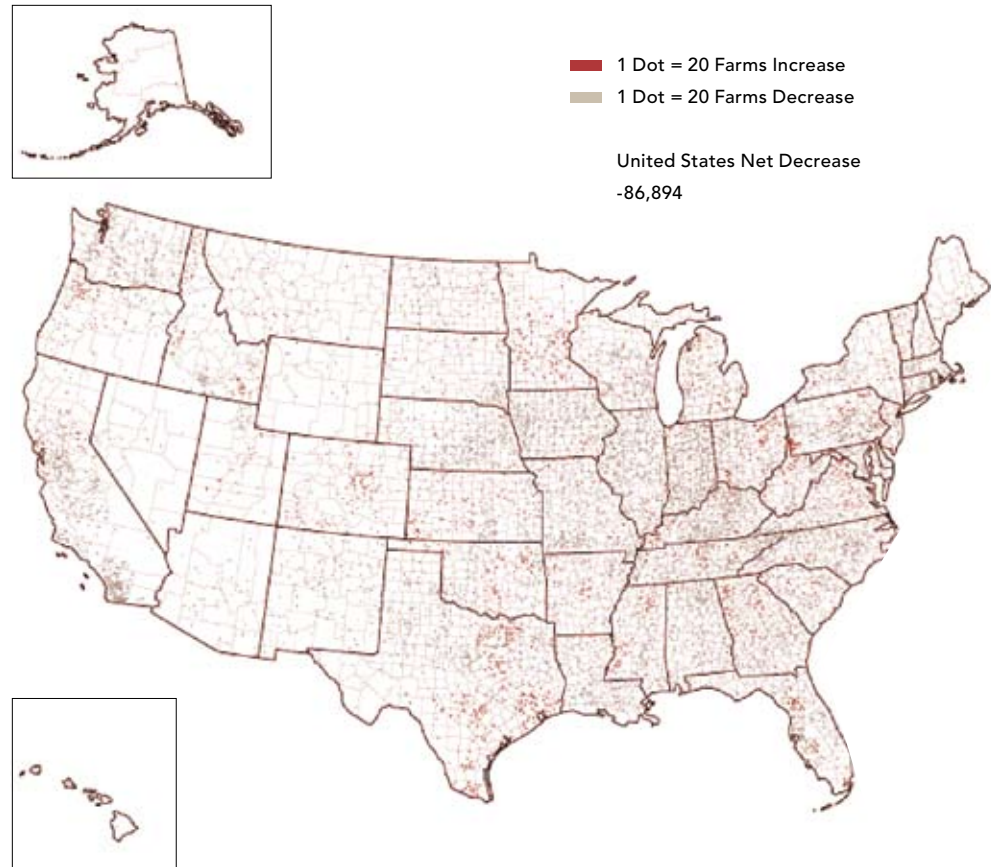 1 Dot = 20 Farms Increase
1 Dot = 20 Farms Decrease
United States Net Decrease
-86,894